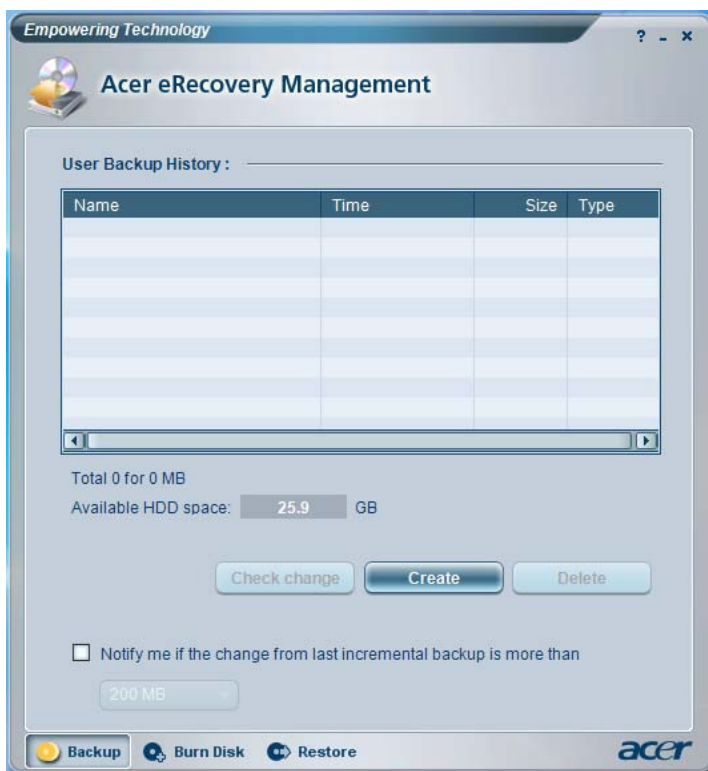 Empowering Technology
? - ×
Acer eRecovery Management
User Backup History :
Name Time Size Type
Total 0 for 0 MB
Available HDD space: 25.9 GB
Check change Create Delete
Notify me if the change from last incremental backup is more than
200 MB
Backup Burn Disk Restore acer